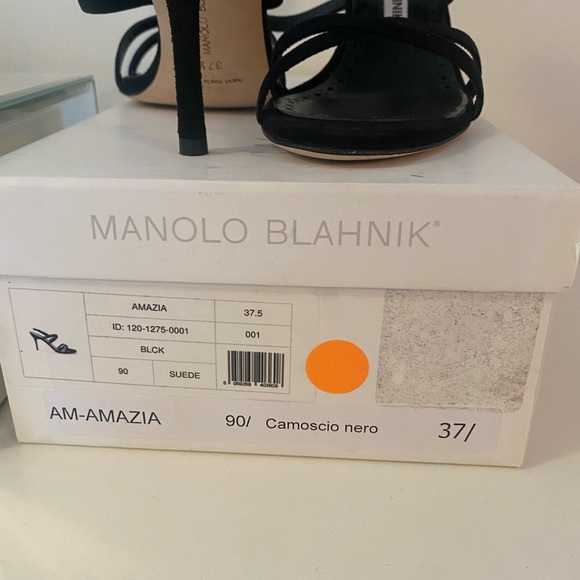 MANOLO BLAHNIK®
AMAZIA 37.5
ID: 120-1275-0001 001
BLCK
90 SUEDE
AM-AMAZIA 90/ Camoscio nero 37/